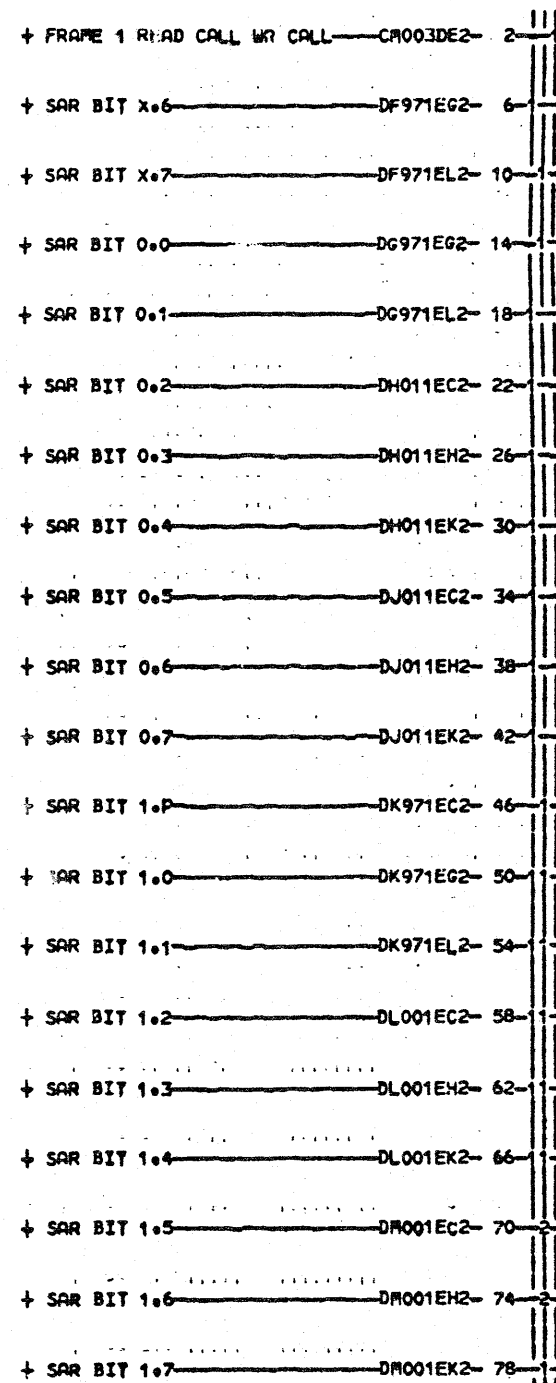 + FRAME 1 READ CALL WR CALL CM003DE2- 2
+ SAR BIT X.6 DF971EG2- 6
+ SAR BIT X.7 DF971EL2- 10
+ SAR BIT 0.0 DG971EG2- 14
+ SAR BIT 0.1 DG971EL2- 18
+ SAR BIT 0.2 DH011EC2- 22
+ SAR BIT 0.3 DH011EH2- 26
+ SAR BIT 0.4 DH011EK2- 30
+ SAR BIT 0.5 DJ011EC2- 34
+ SAR BIT 0.6 DJ011EH2- 38
+ SAR BIT 0.7 DJ011EK2- 42
+ SAR BIT 1.P DK971EC2- 46
+ SAR BIT 1.0 DK971EG2- 50
+ SAR BIT 1.1 DK971EL2- 54
+ SAR BIT 1.2 DL001EC2- 58
+ SAR BIT 1.3 DL001EH2- 62
+ SAR BIT 1.4 DL001EK2- 66
+ SAR BIT 1.5 DM001EC2- 70
+ SAR BIT 1.6 DM001EH2- 74
+ SAR BIT 1.7 DM001EK2- 78